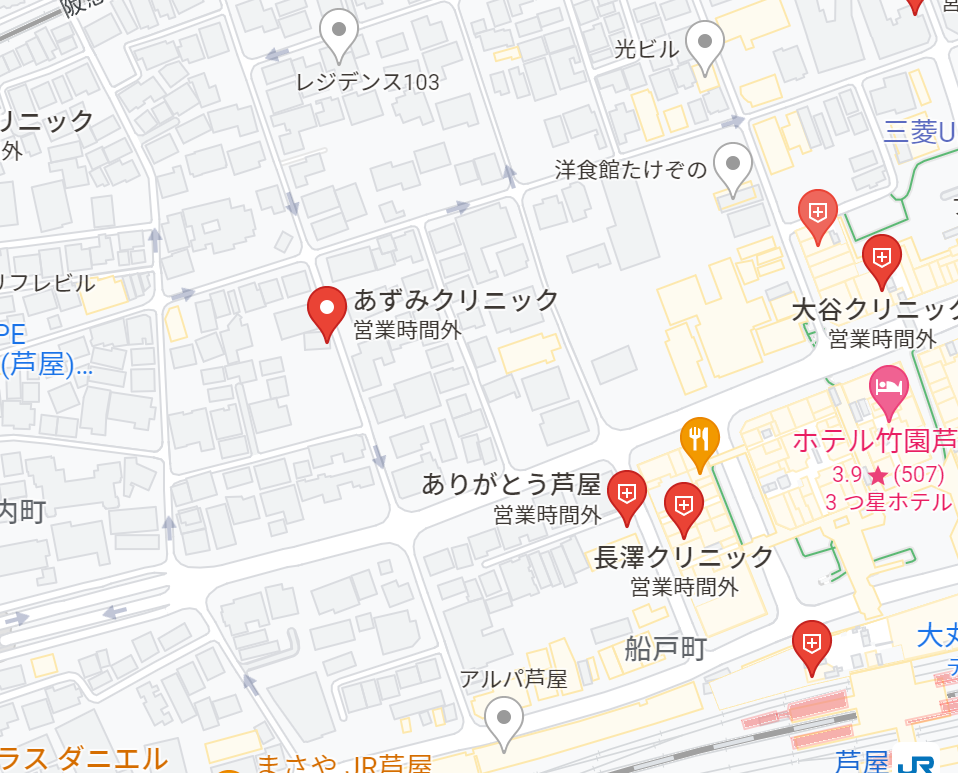 阪急
レジデンス103
光ビル
営
リニック
外
三菱U
洋食館たけぞの
リフレビル
あずみクリニック
営業時間外
大谷クリニック
営業時間外
PE
(芦屋)...
ホテル竹園芦
3.9★(507)
3 つ星ホテル
ありがとう芦屋
営業時間外
内町
長澤クリニック
営業時間外
船戸町
大丸
アルパ芦屋
ラス ダニエル
まさや JR芦屋
芦屋 JR